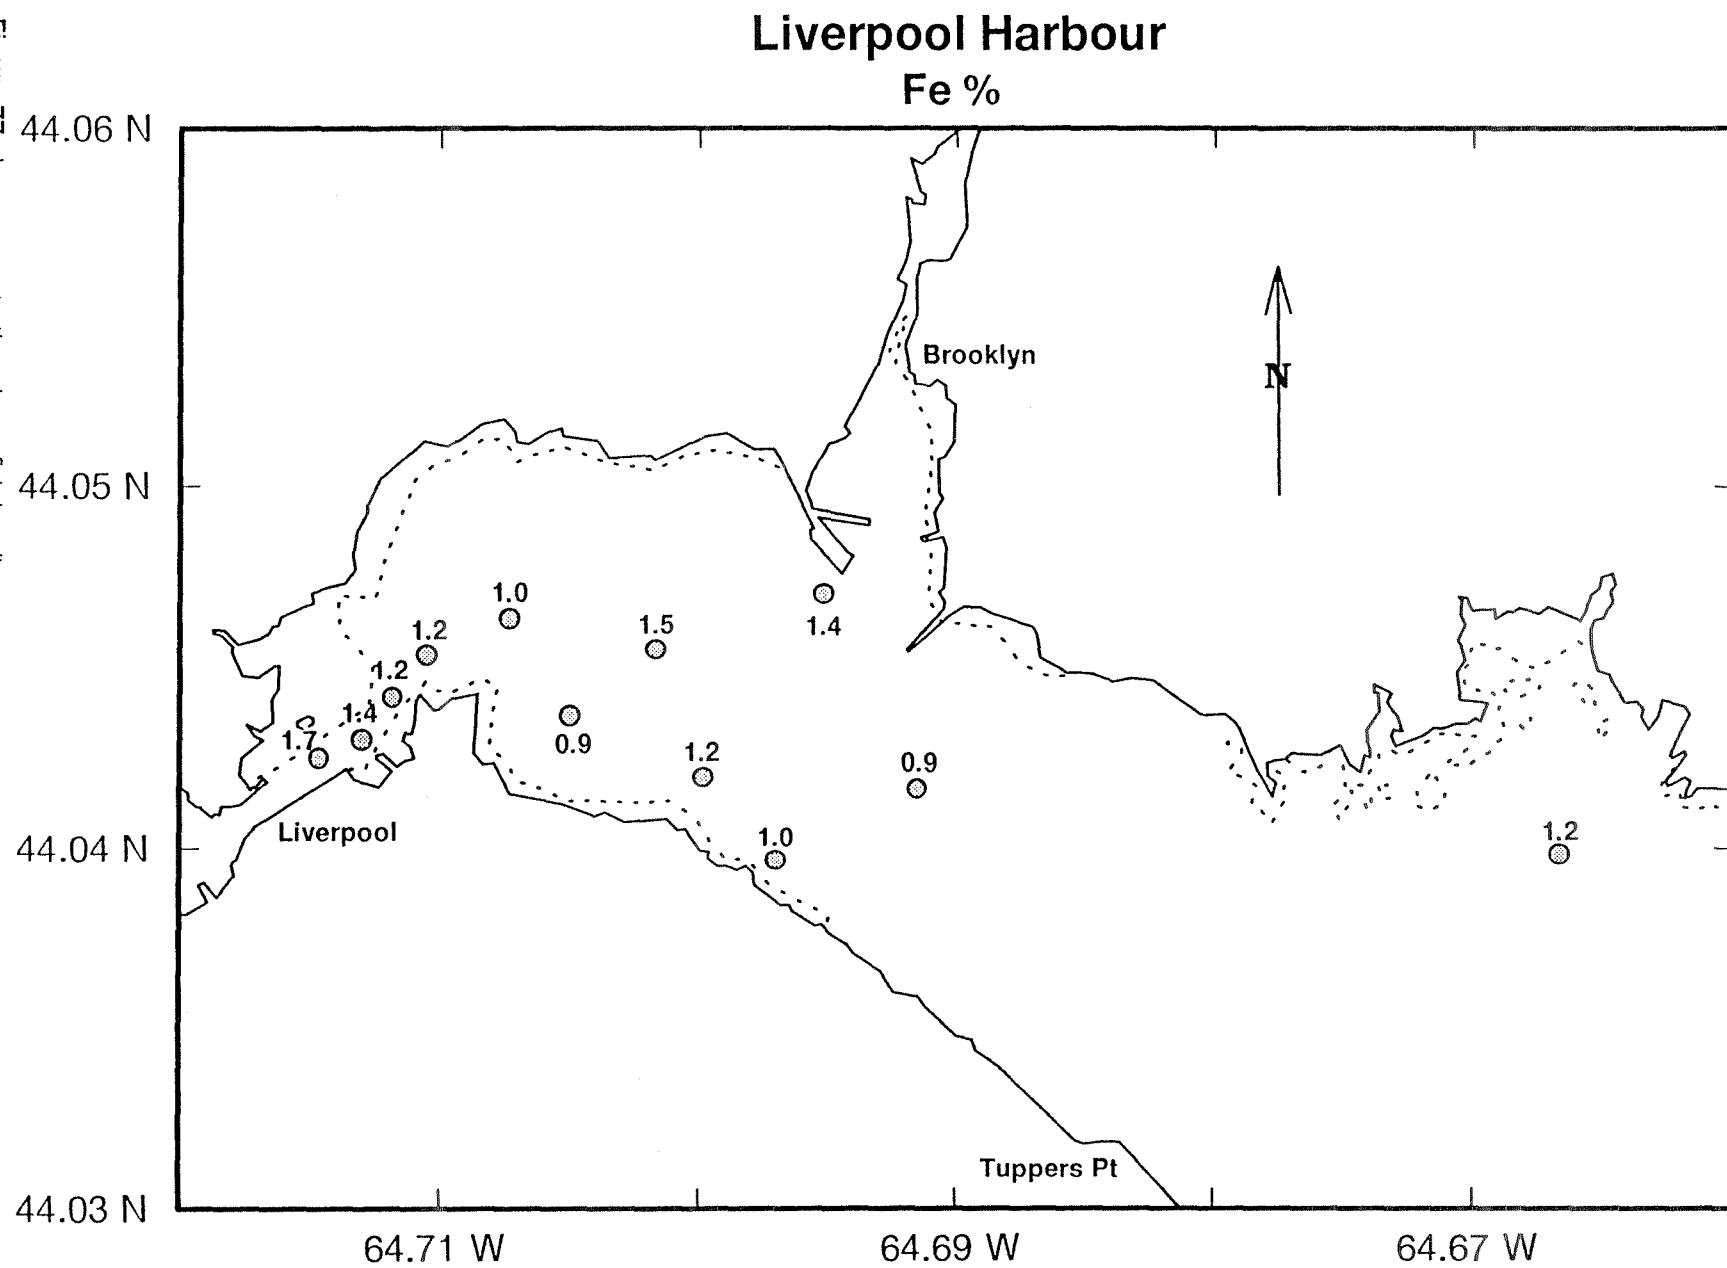 Liverpool Harbour
Fe %
44.06 N
Brooklyn
N
44.05 N
1.0
1.2
1.5
1.4
1.2
1.4
1.7
0.9
1.2
0.9
Liverpool
1.0
1.2
44.04 N
Tuppers Pt
44.03 N
64.71 W
64.69 W
64.67 W